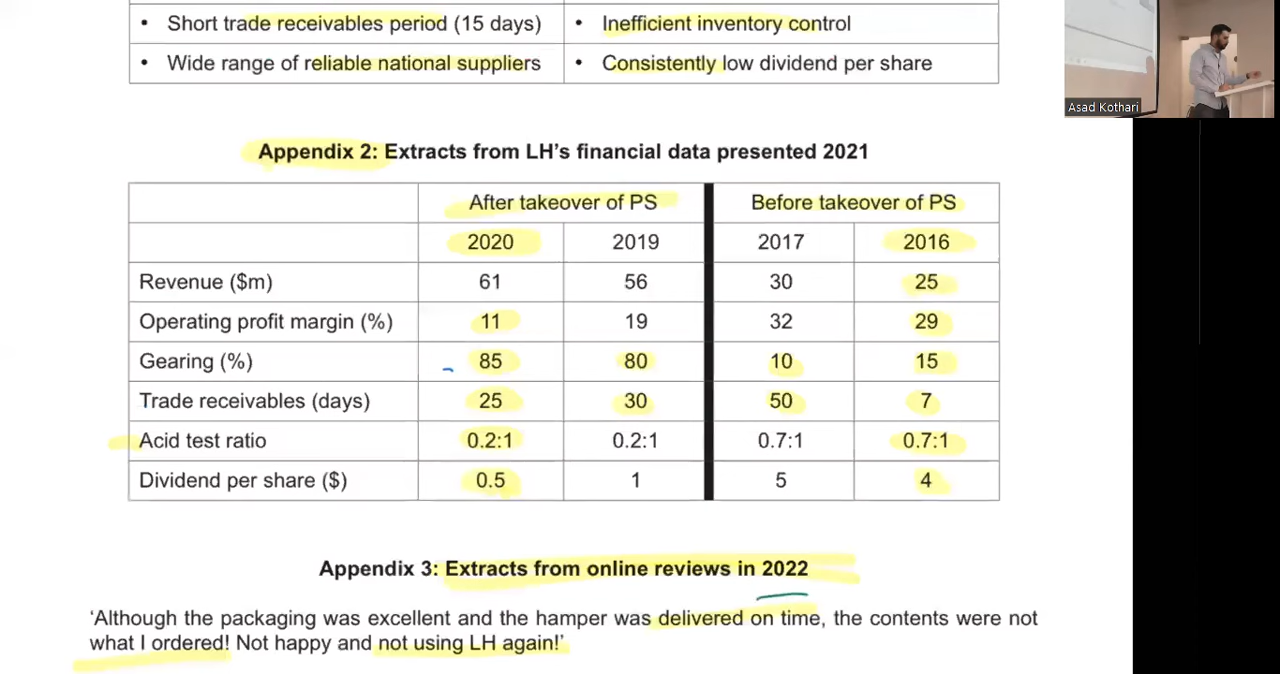 • Short trade receivables period (15 days) • Inefficient inventory control
• Wide range of reliable national suppliers • Consistently low dividend per share
Asad Kothari
Appendix 2: Extracts from LH's financial data presented 2021
After takeover of PS Before takeover of PS
2020 2019 2017 2016
Revenue ($m) 61 56 30 25
Operating profit margin (%) 11 19 32 29
Gearing (%) 85 80 10 15
Trade receivables (days) 25 30 50 7
Acid test ratio 0.2:1 0.2:1 0.7:1 0.7:1
Dividend per share ($) 0.5 1 5 4
Appendix 3: Extracts from online reviews in 2022
'Although the packaging was excellent and the hamper was delivered on time, the contents were not
what I ordered! Not happy and not using LH again!'